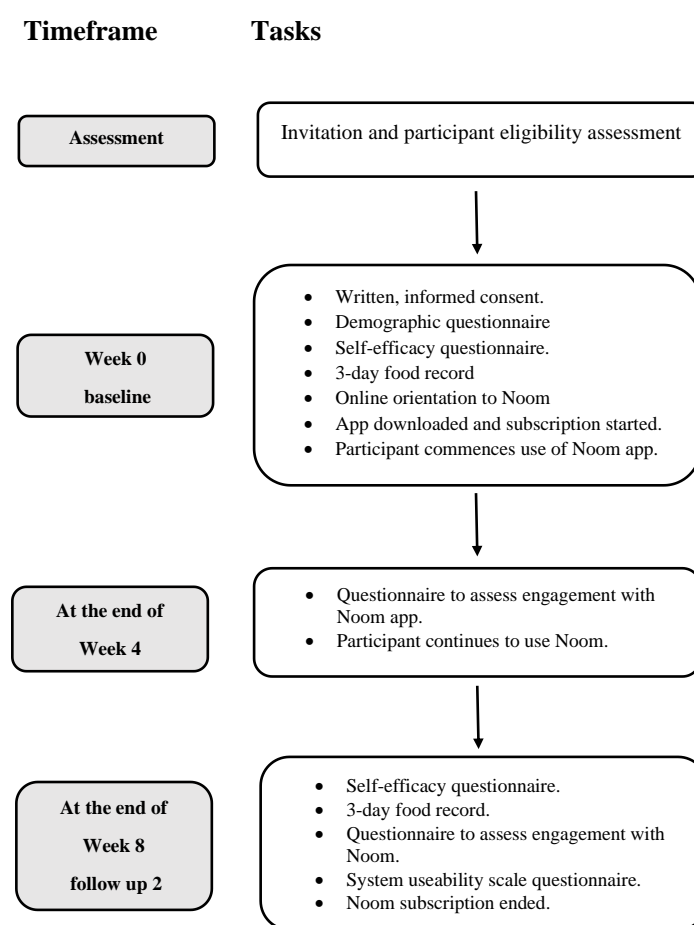 Timeframe Tasks
Assessment
Invitation and participant eligibility assessment
Week 0
baseline
• Written, informed consent.
• Demographic questionnaire
• Self-efficacy questionnaire.
• 3-day food record
• Online orientation to Noom
• App downloaded and subscription started.
• Participant commences use of Noom app.
At the end of
Week 4
• Questionnaire to assess engagement with
Noom app.
• Participant continues to use Noom.
At the end of
Week 8
follow up 2
• Self-efficacy questionnaire.
• 3-day food record.
• Questionnaire to assess engagement with
Noom.
• System useability scale questionnaire.
• Noom subscription ended.